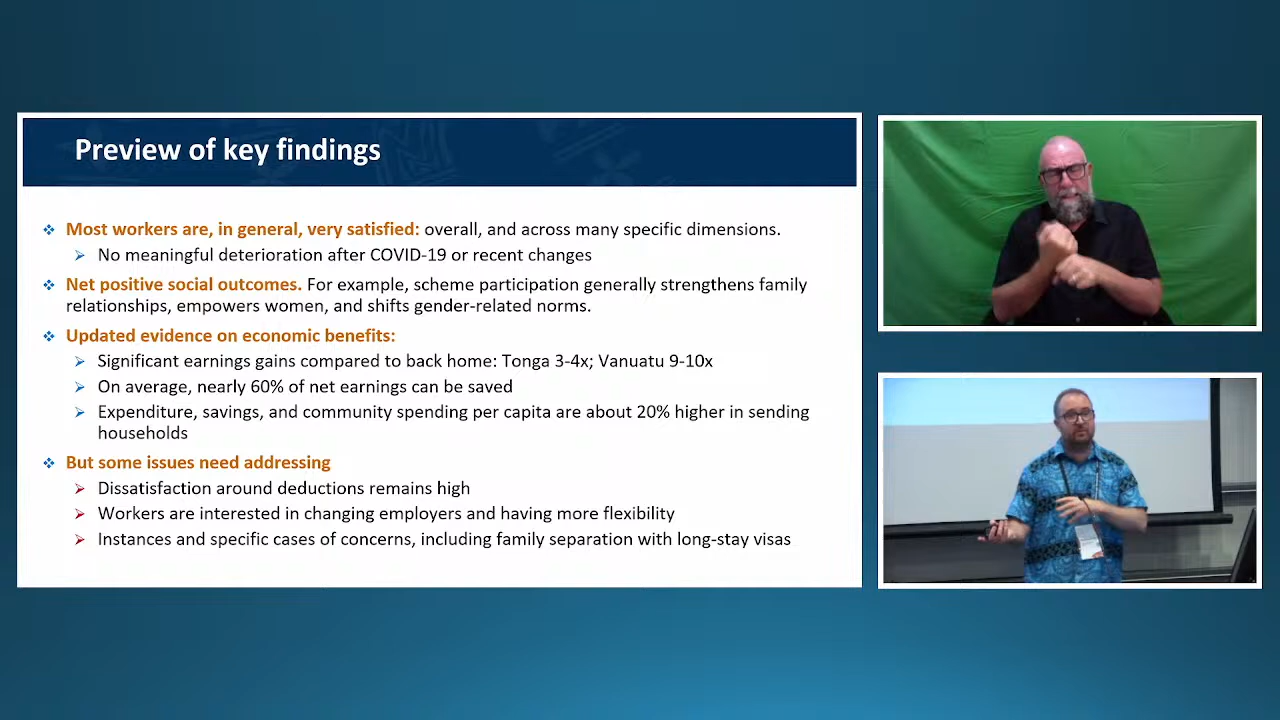 Preview of key findings
Most workers are, in general, very satisfied: overall, and across many specific dimensions.
No meaningful deterioration after COVID-19 or recent changes
Net positive social outcomes. For example, scheme participation generally strengthens family
relationships, empowers women, and shifts gender-related norms.
Updated evidence on economic benefits:
Significant earnings gains compared to back home: Tonga 3-4x; Vanuatu 9-10x
On average, nearly 60% of net earnings can be saved
Expenditure, savings, and community spending per capita are about 20% higher in sending
households
But some issues need addressing
Dissatisfaction around deductions remains high
Workers are interested in changing employers and having more flexibility
Instances and specific cases of concerns, including family separation with long-stay visas